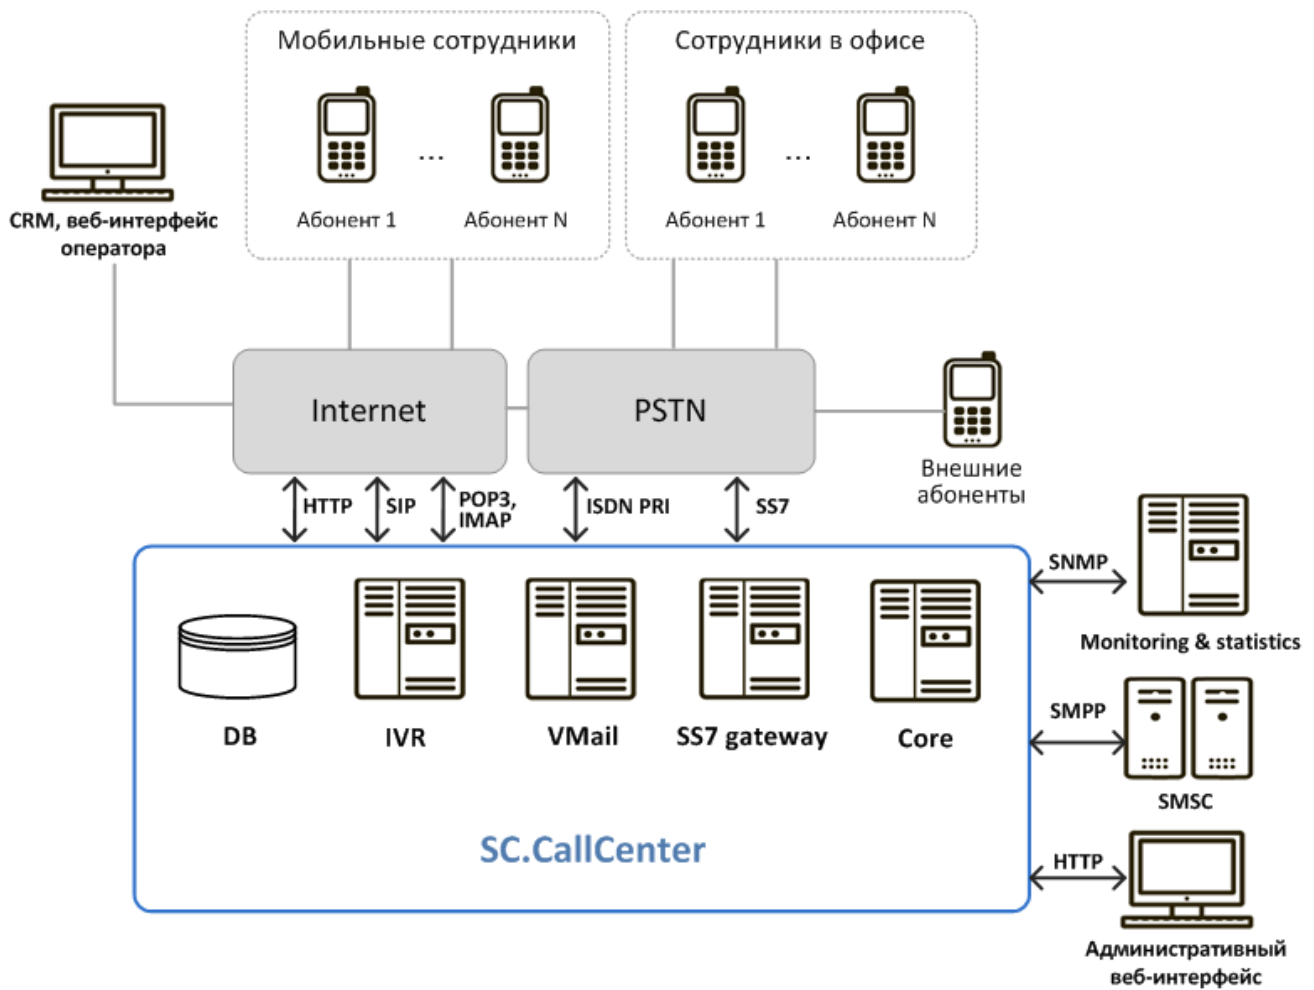 Мобильные сотрудники
Сотрудники в офисе
...
...
Абонент 1
Абонент N
Абонент 1
Абонент N
CRM, веб-интерфейс
оператора
Internet
PSTN
Внешние
абоненты
HTTP
SIP
POP3,
IMAP
ISDN PRI
SS7
SNMP
Monitoring & statistics
DB
IVR
VMail
SS7 gateway
Core
SMPP
SMSC
SC.CallCenter
HTTP
Административный
веб-интерфейс